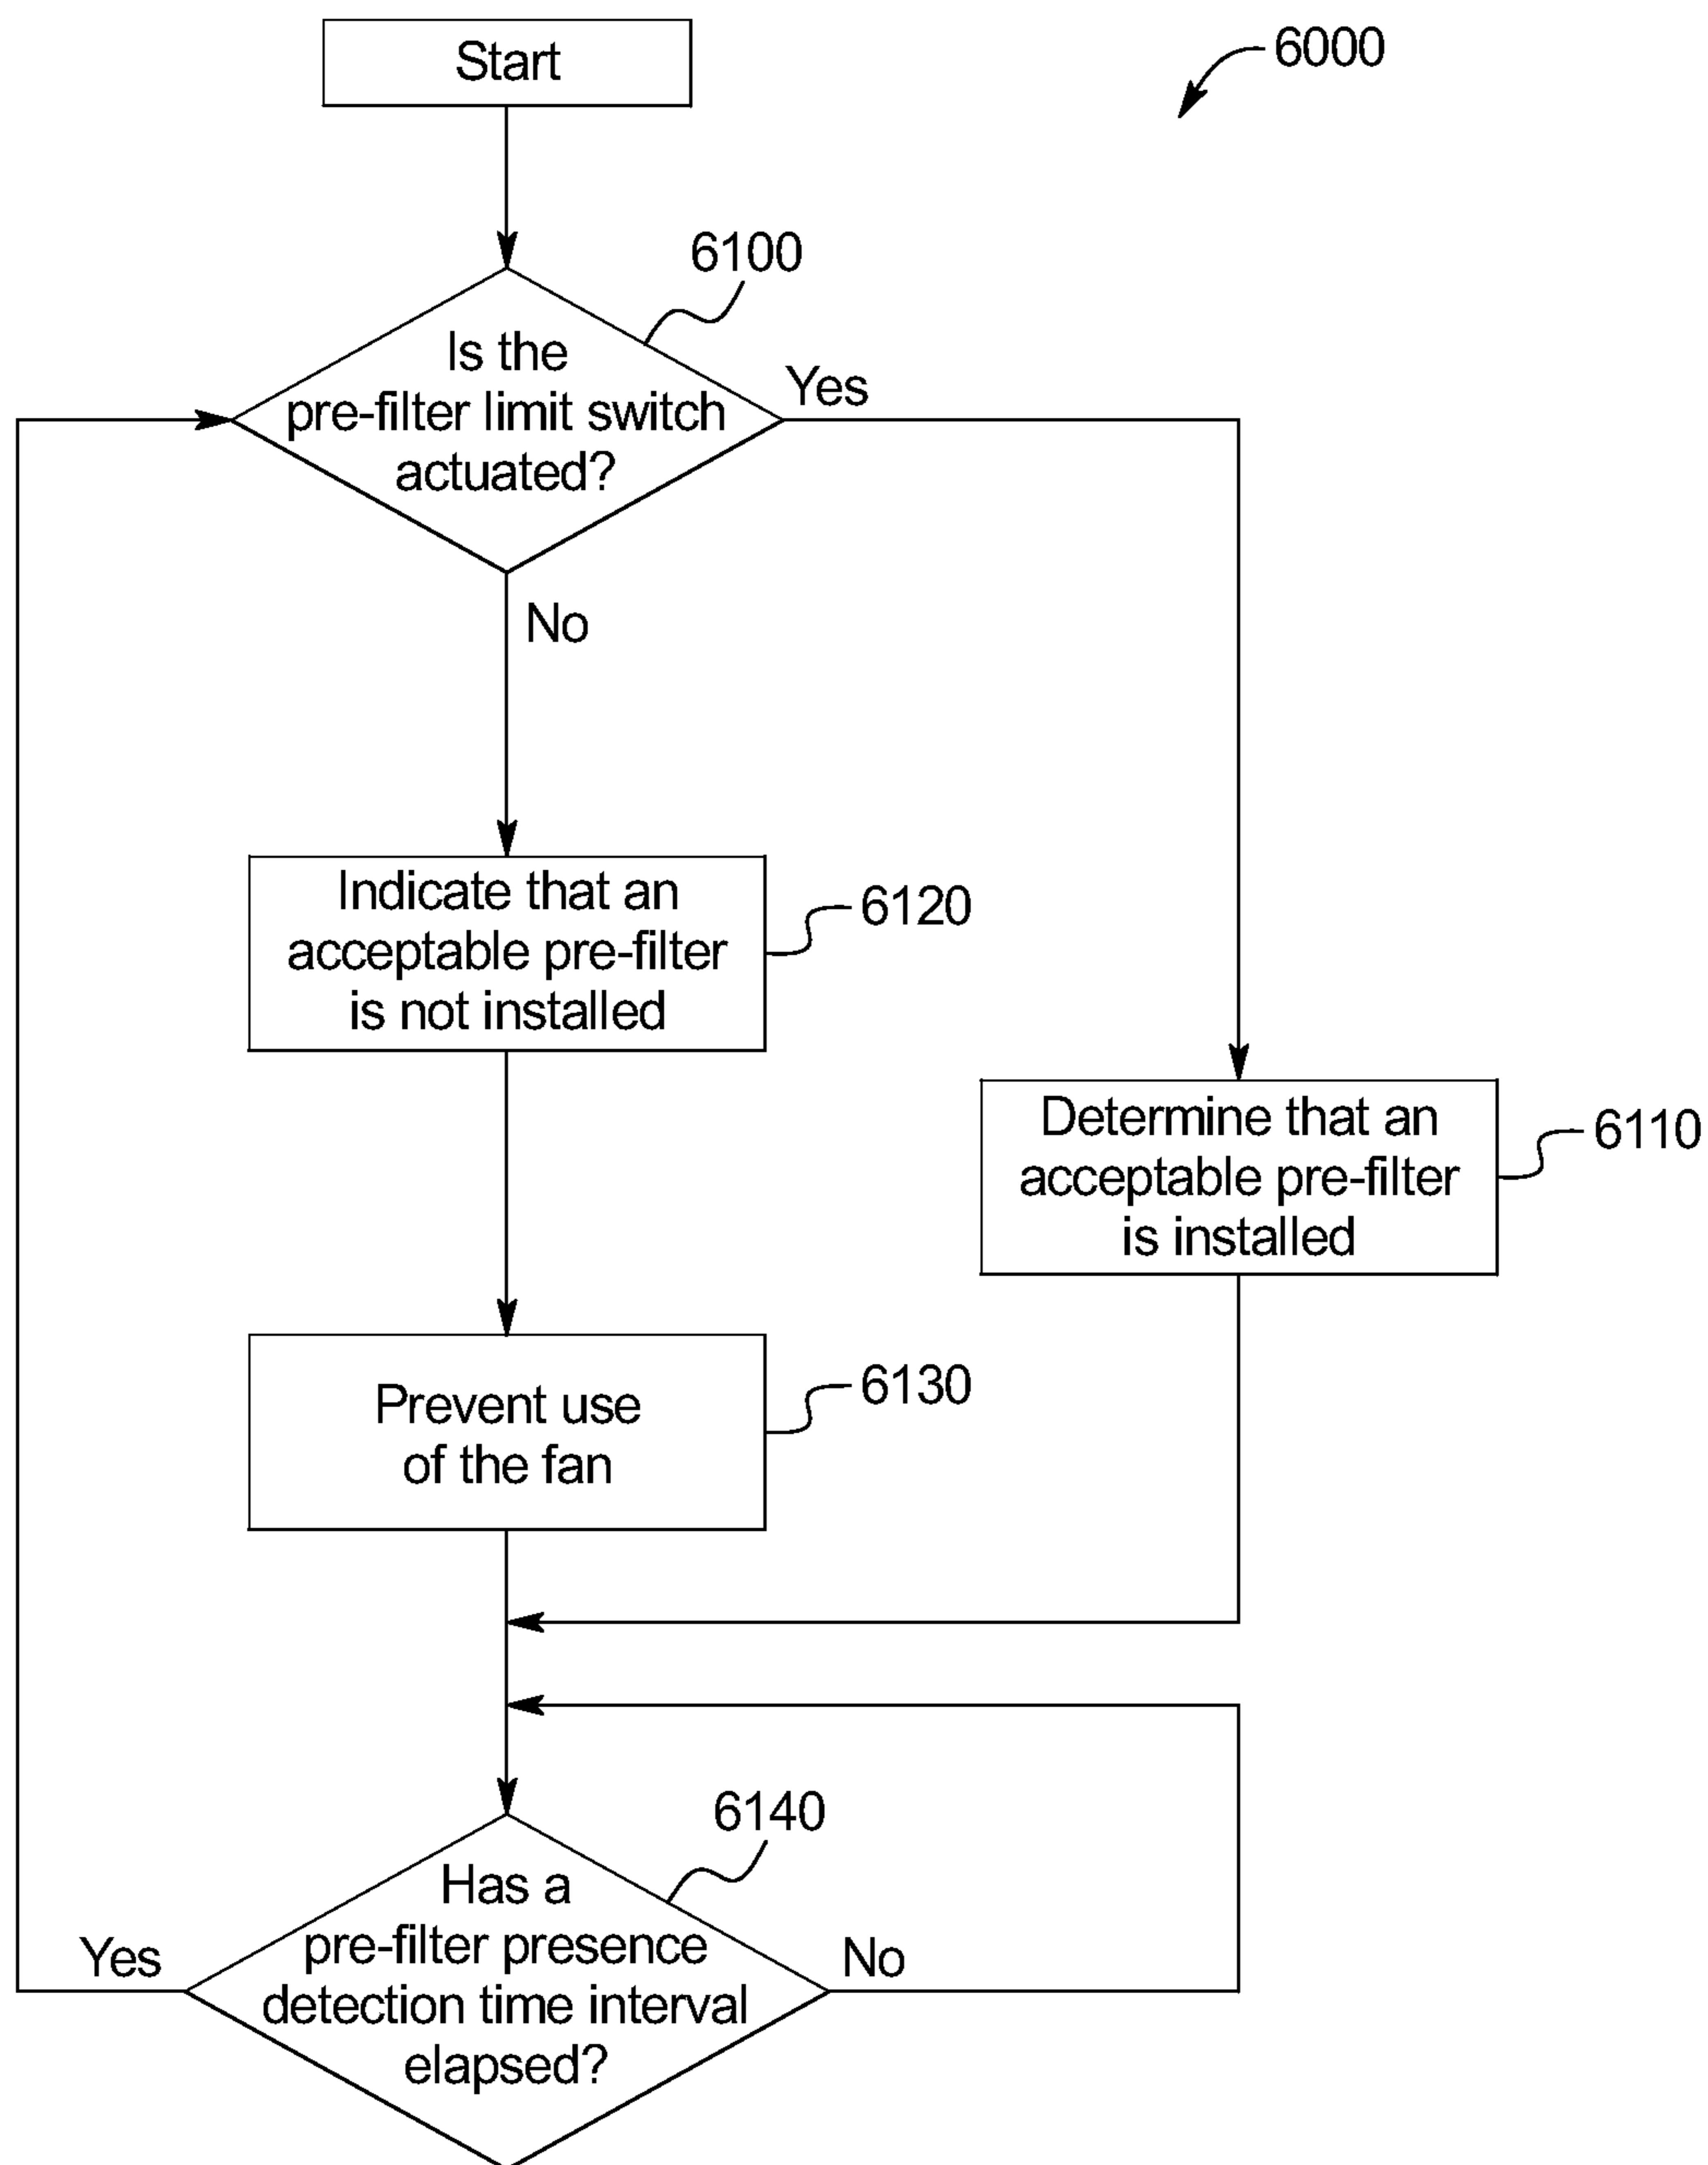 Start
6000
6100
Is the
pre-filter limit switch
actuated?
Yes
No
Indicate that an
acceptable pre-filter
is not installed
6120
Determine that an
acceptable pre-filter
is installed
6110
Prevent use
of the fan
6130
6140
Has a
pre-filter presence
detection time interval
elapsed?
Yes
No